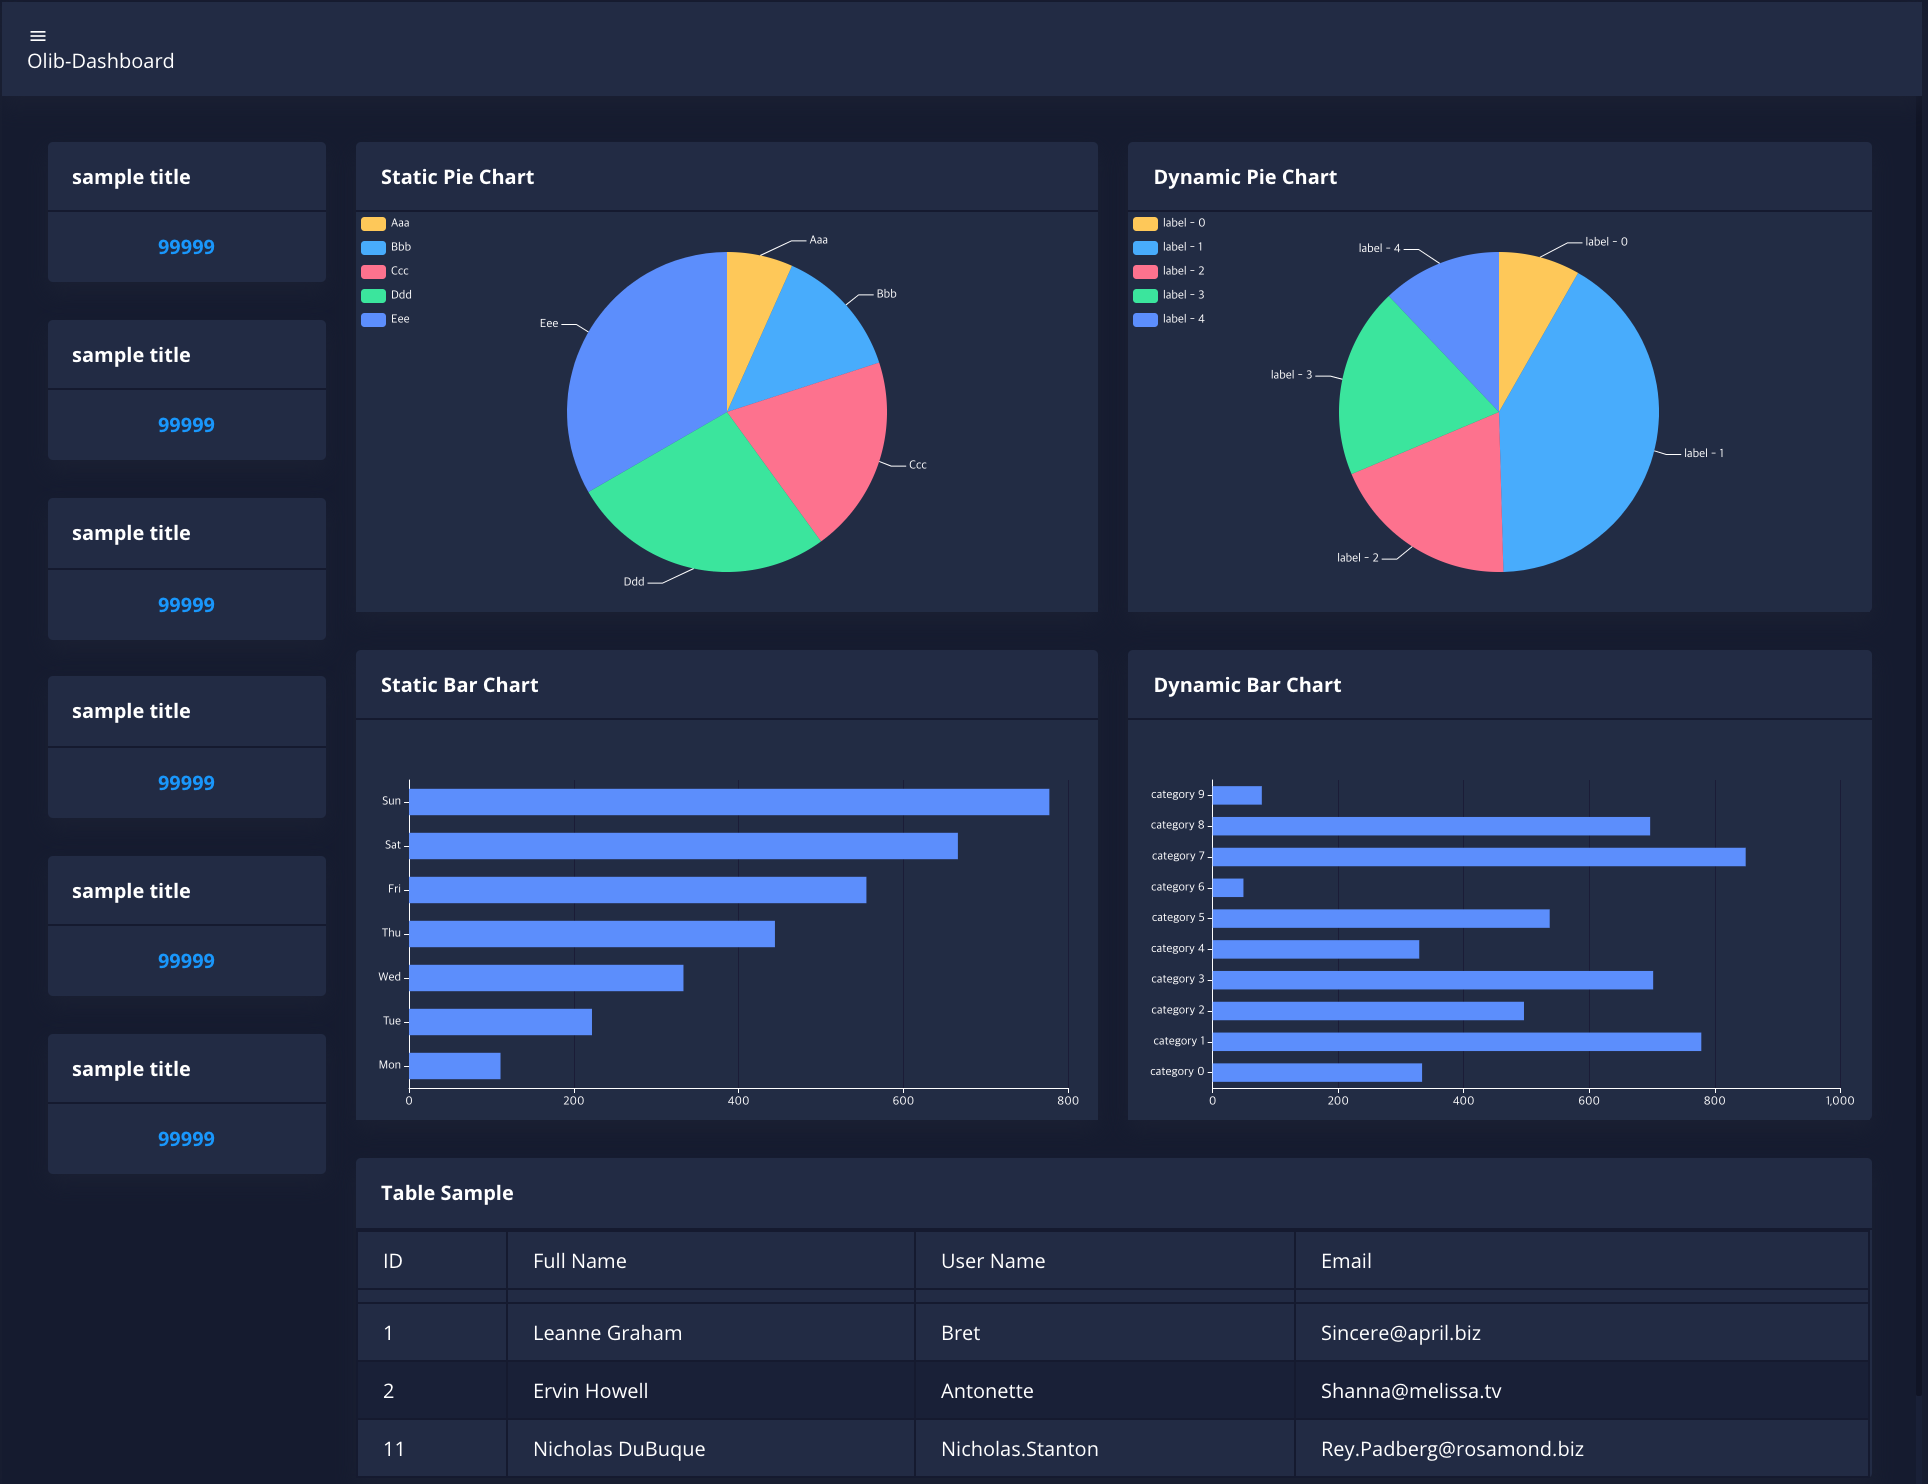 Olib-Dashboard
sample title
99999
sample title
99999
sample title
99999
sample title
99999
sample title
99999
sample title
99999
Static Pie Chart
Aaa
Bbb
Ccc
Ddd
Eee
Aaa
Bbb
Ccc
Ddd
Eee
Dynamic Pie Chart
label - 0
label - 1
label - 2
label - 3
label - 4
label - 0
label - 1
label - 2
label - 3
label - 4
Static Bar Chart
Sun
Sat
Fri
Thu
Wed
Tue
Mon
0 200 400 600 800
Dynamic Bar Chart
category 9
category 8
category 7
category 6
category 5
category 4
category 3
category 2
category 1
category 0
0 200 400 600 800 1,000
Table Sample
ID Full Name User Name Email
1 Leanne Graham Bret Sincere@april.biz
2 Ervin Howell Antonette Shanna@melissa.tv
11 Nicholas DuBuque Nicholas.Stanton Rey.Padberg@rosamond.biz